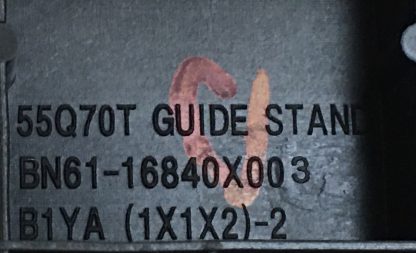 55Q70T GUIDE STAND
BN61-16840X003
B1YA (1X1X2)-2